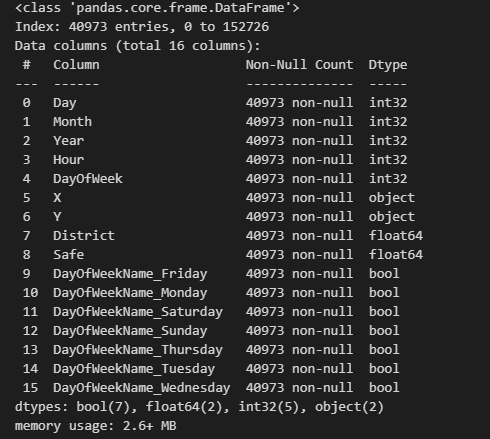 <class 'pandas.core.frame.DataFrame'>
Index: 40973 entries, 0 to 152726
Data columns (total 16 columns):
 #   Column                  Non-Null Count  Dtype
---  ------                  --------------  -----
 0   Day                     40973 non-null  int32
 1   Month                   40973 non-null  int32
 2   Year                    40973 non-null  int32
 3   Hour                    40973 non-null  int32
 4   DayOfWeek               40973 non-null  int32
 5   X                       40973 non-null  object
 6   Y                       40973 non-null  object
 7   District                40973 non-null  float64
 8   Safe                    40973 non-null  float64
 9   DayOfWeekName_Friday    40973 non-null  bool
 10  DayOfWeekName_Monday    40973 non-null  bool
 11  DayOfWeekName_Saturday  40973 non-null  bool
 12  DayOfWeekName_Sunday    40973 non-null  bool
 13  DayOfWeekName_Thursday  40973 non-null  bool
 14  DayOfWeekName_Tuesday   40973 non-null  bool
 15  DayOfWeekName_Wednesday 40973 non-null  bool
dtypes: bool(7), float64(2), int32(5), object(2)
memory usage: 2.6+ MB